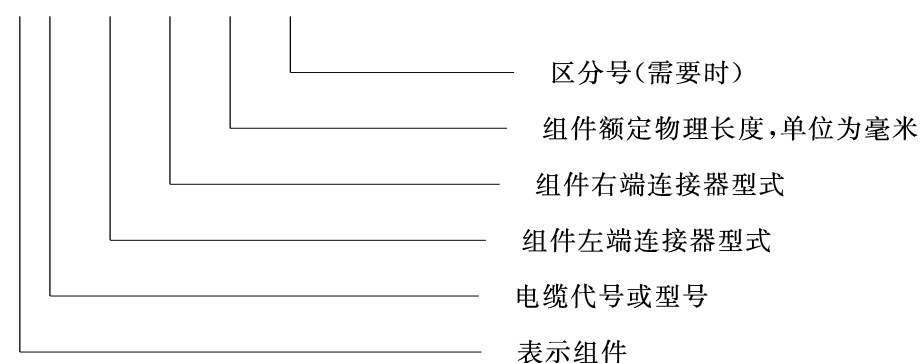 区分号(需要时)
组件额定物理长度,单位为毫米
组件右端连接器型式
组件左端连接器型式
电缆代号或型号
表示组件